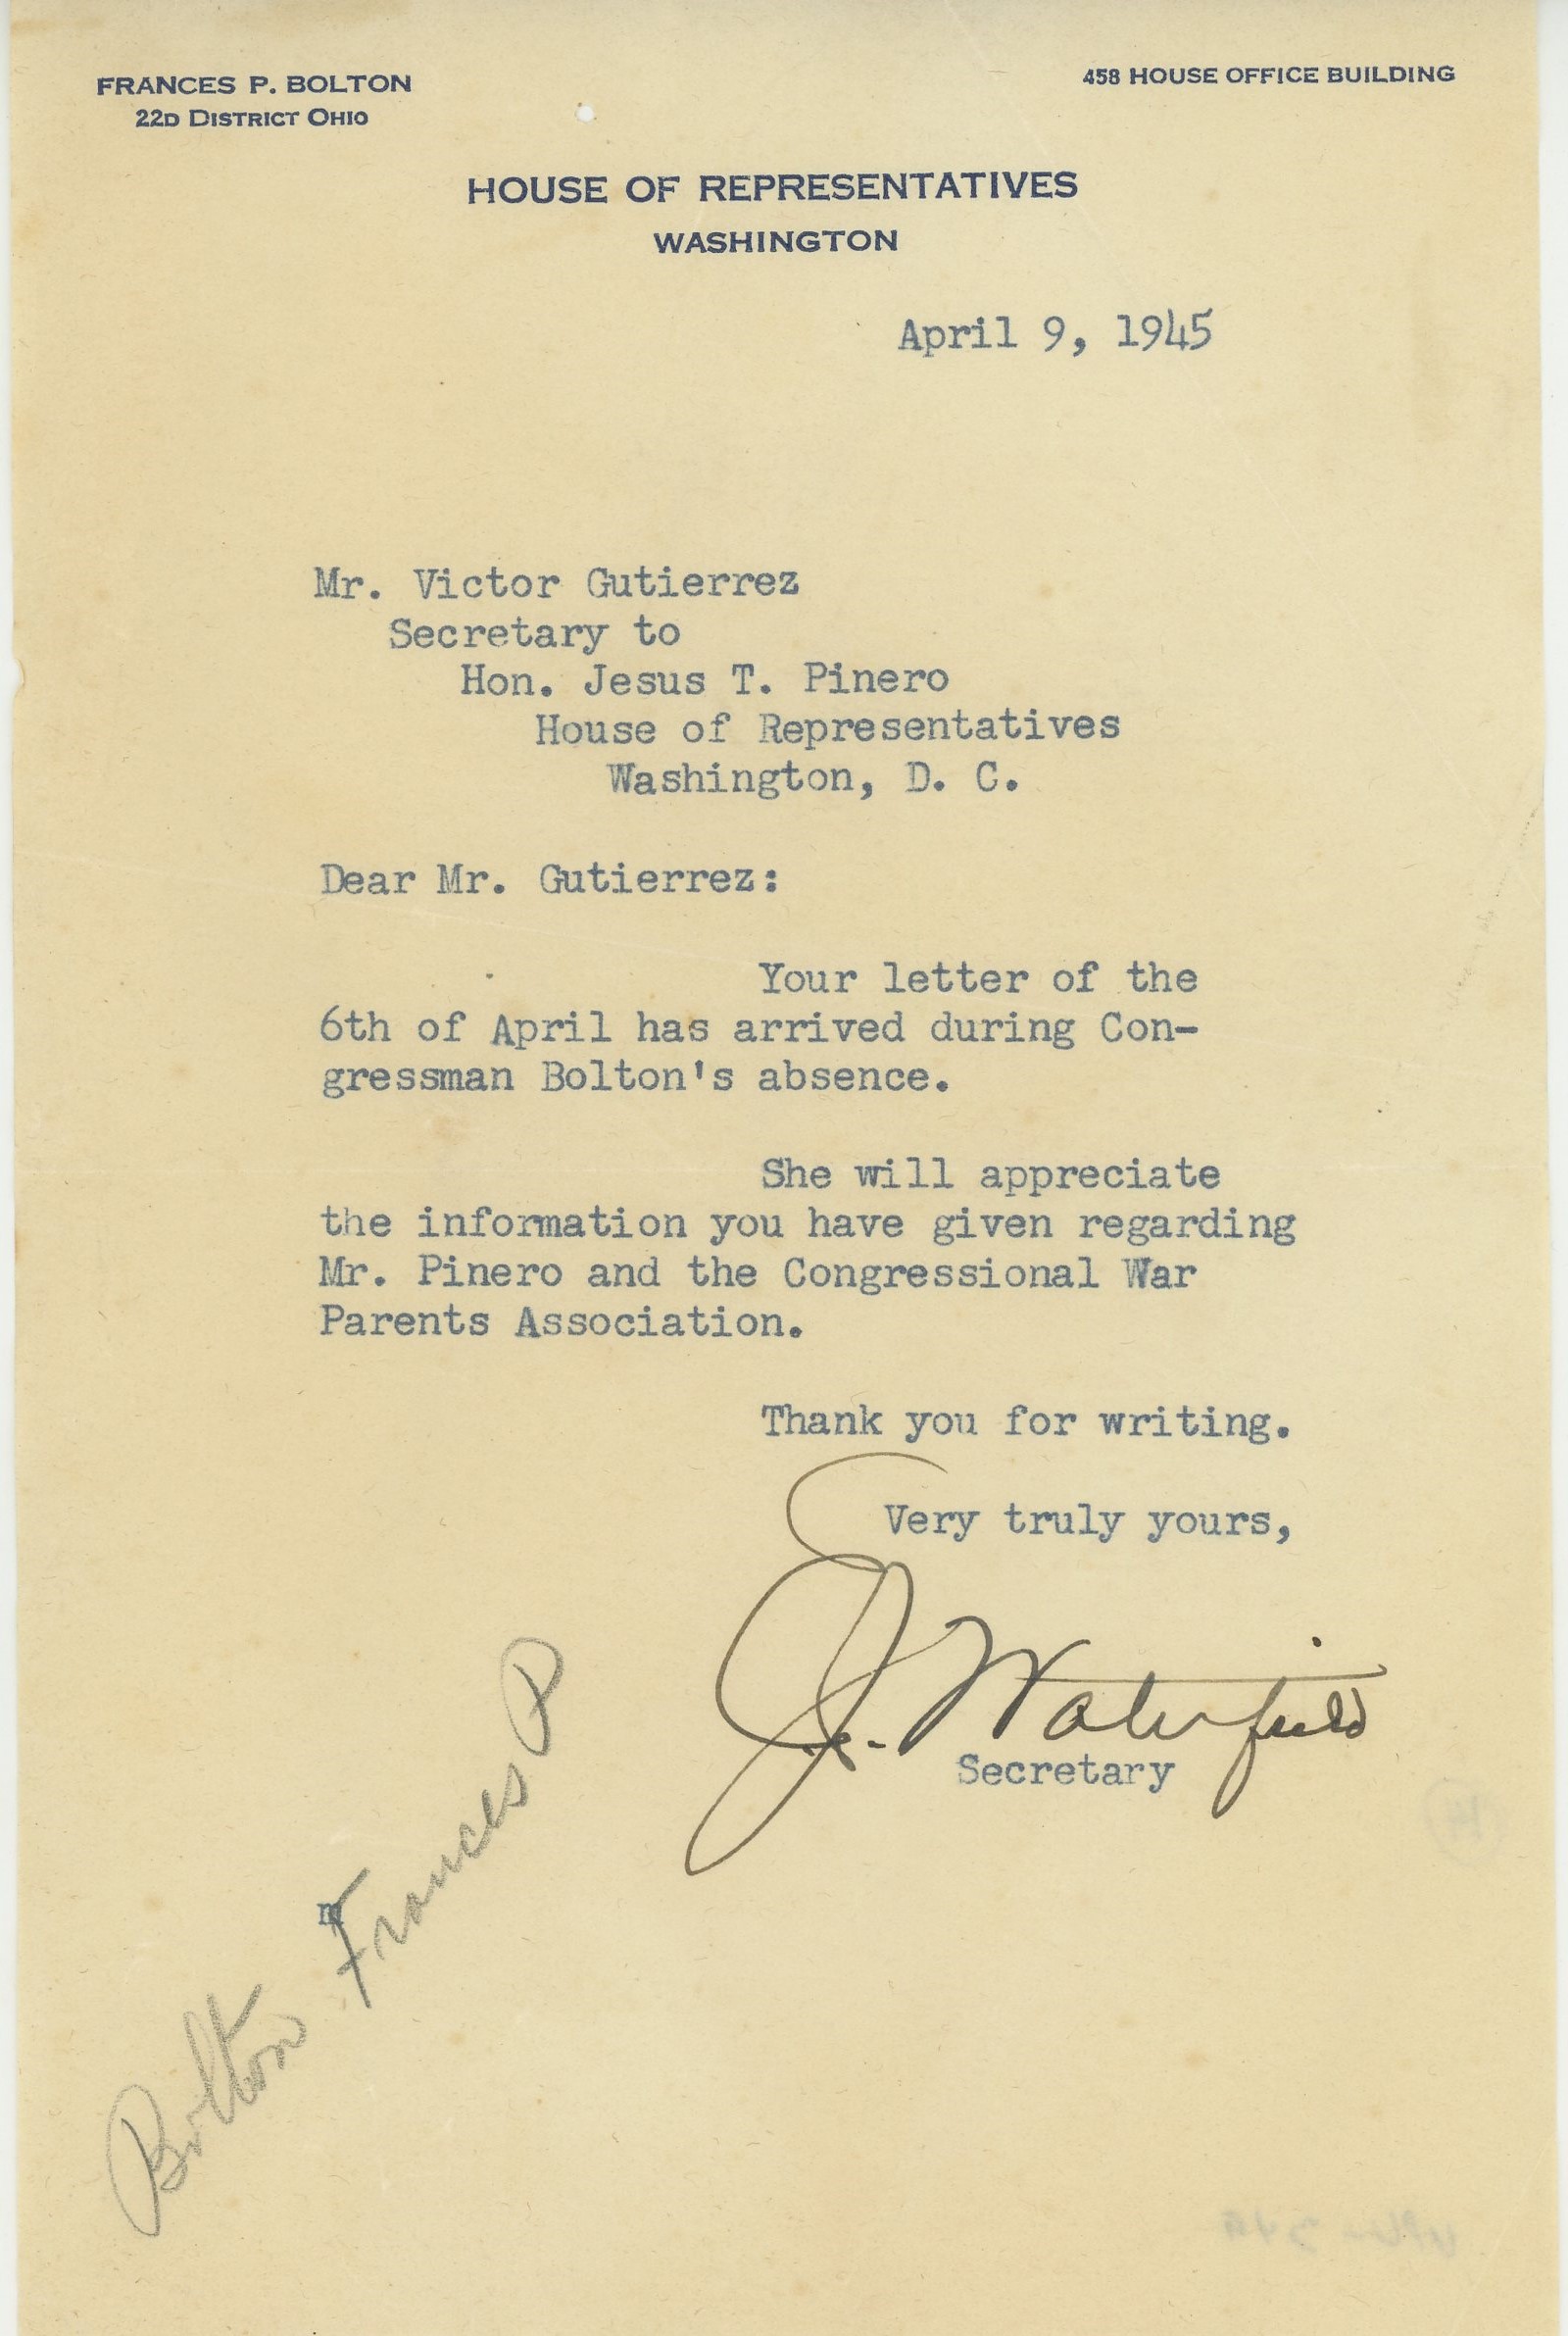 FRANCES P. BOLTON
22D DISTRICT OHIO
458 HOUSE OFFICE BUILDING
HOUSE OF REPRESENTATIVES
WASHINGTON
April 9, 1945
Mr. Victor Gutierrez
Secretary to
Hon. Jesus T. Pinero
House of Representatives
Washington, D. C.
Dear Mr. Gutierrez:
Your letter of the
6th of April has arrived during Con-
gressman Bolton's absence.
She will appreciate
the information you have given regarding
Mr. Pinero and the Congressional War
Parents Association.
Thank you for writing.
Very truly yours,
Waterfield
Secretary
m
Bolton Frances P